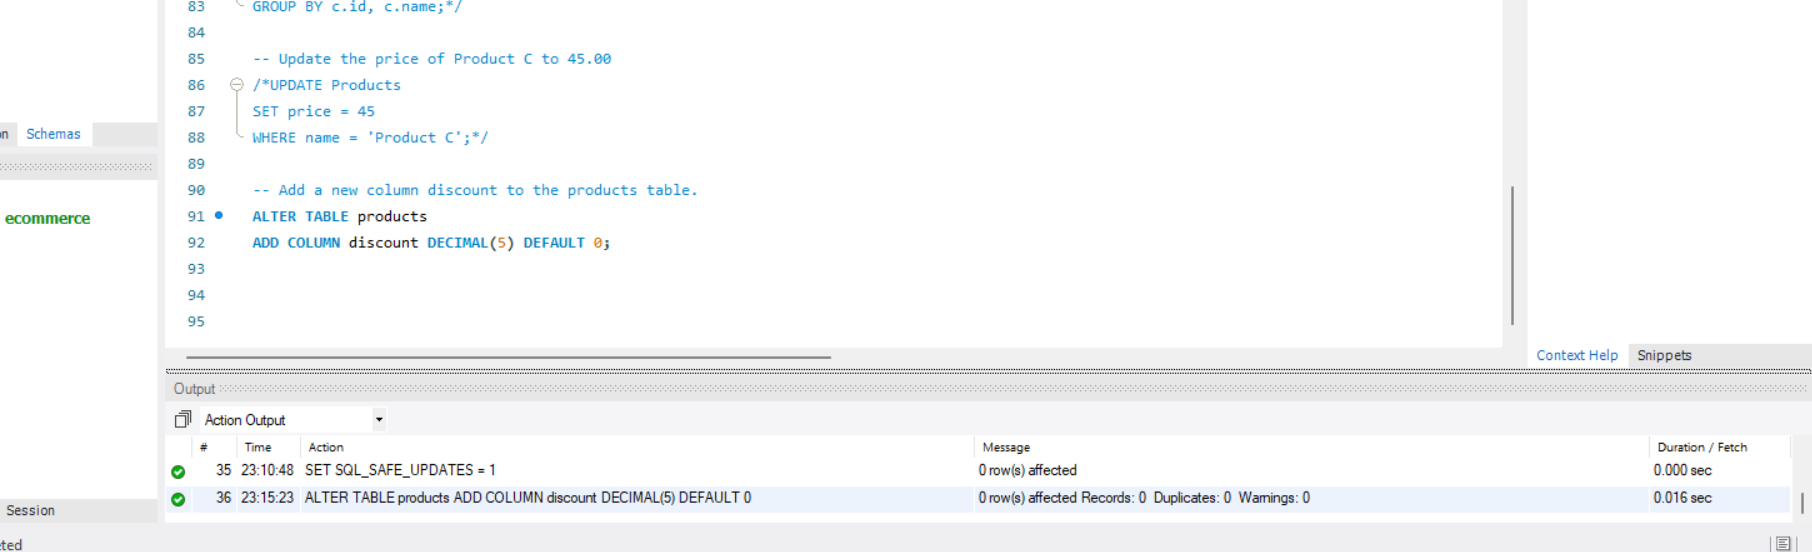 83 GROUP BY c.id, c.name;*/
84
85 -- Update the price of Product C to 45.00
86 /*UPDATE Products
87 SET price = 45
88 WHERE name = 'Product C';*/
89
90 -- Add a new column discount to the products table.
91 ALTER TABLE products
92 ADD COLUMN discount DECIMAL(5) DEFAULT 0;
93
94
95
Schemas
ecommerce
Session
Context Help Snippets
Output
Action Output
# Time Action Message Duration / Fetch
35 23:10:48 SET SQL_SAFE_UPDATES = 1 0 row(s) affected 0.000 sec
36 23:15:23 ALTER TABLE products ADD COLUMN discount DECIMAL(5) DEFAULT 0 0 row(s) affected Records: 0 Duplicates: 0 Warnings: 0 0.016 sec